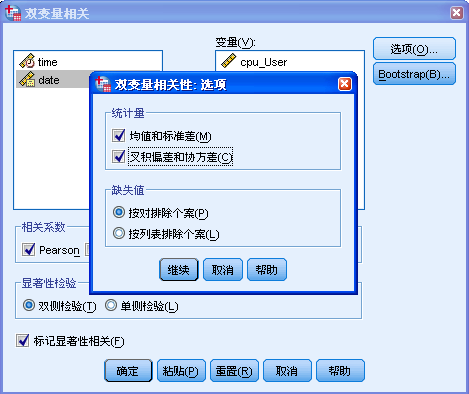 双变量相关
变量(V):
time
date
cpu_User
选项(O)...
Bootstrap(B)...
双变量相关性: 选项
统计量
均值和标准差(M)
叉积偏差和协方差(C)
缺失值
按对排除个案(P)
按列表排除个案(L)
继续
取消
帮助
相关系数
Pearson
显著性检验
双侧检验(T)
单侧检验(L)
标记显著性相关(F)
确定
粘贴(P)
重置(R)
取消
帮助